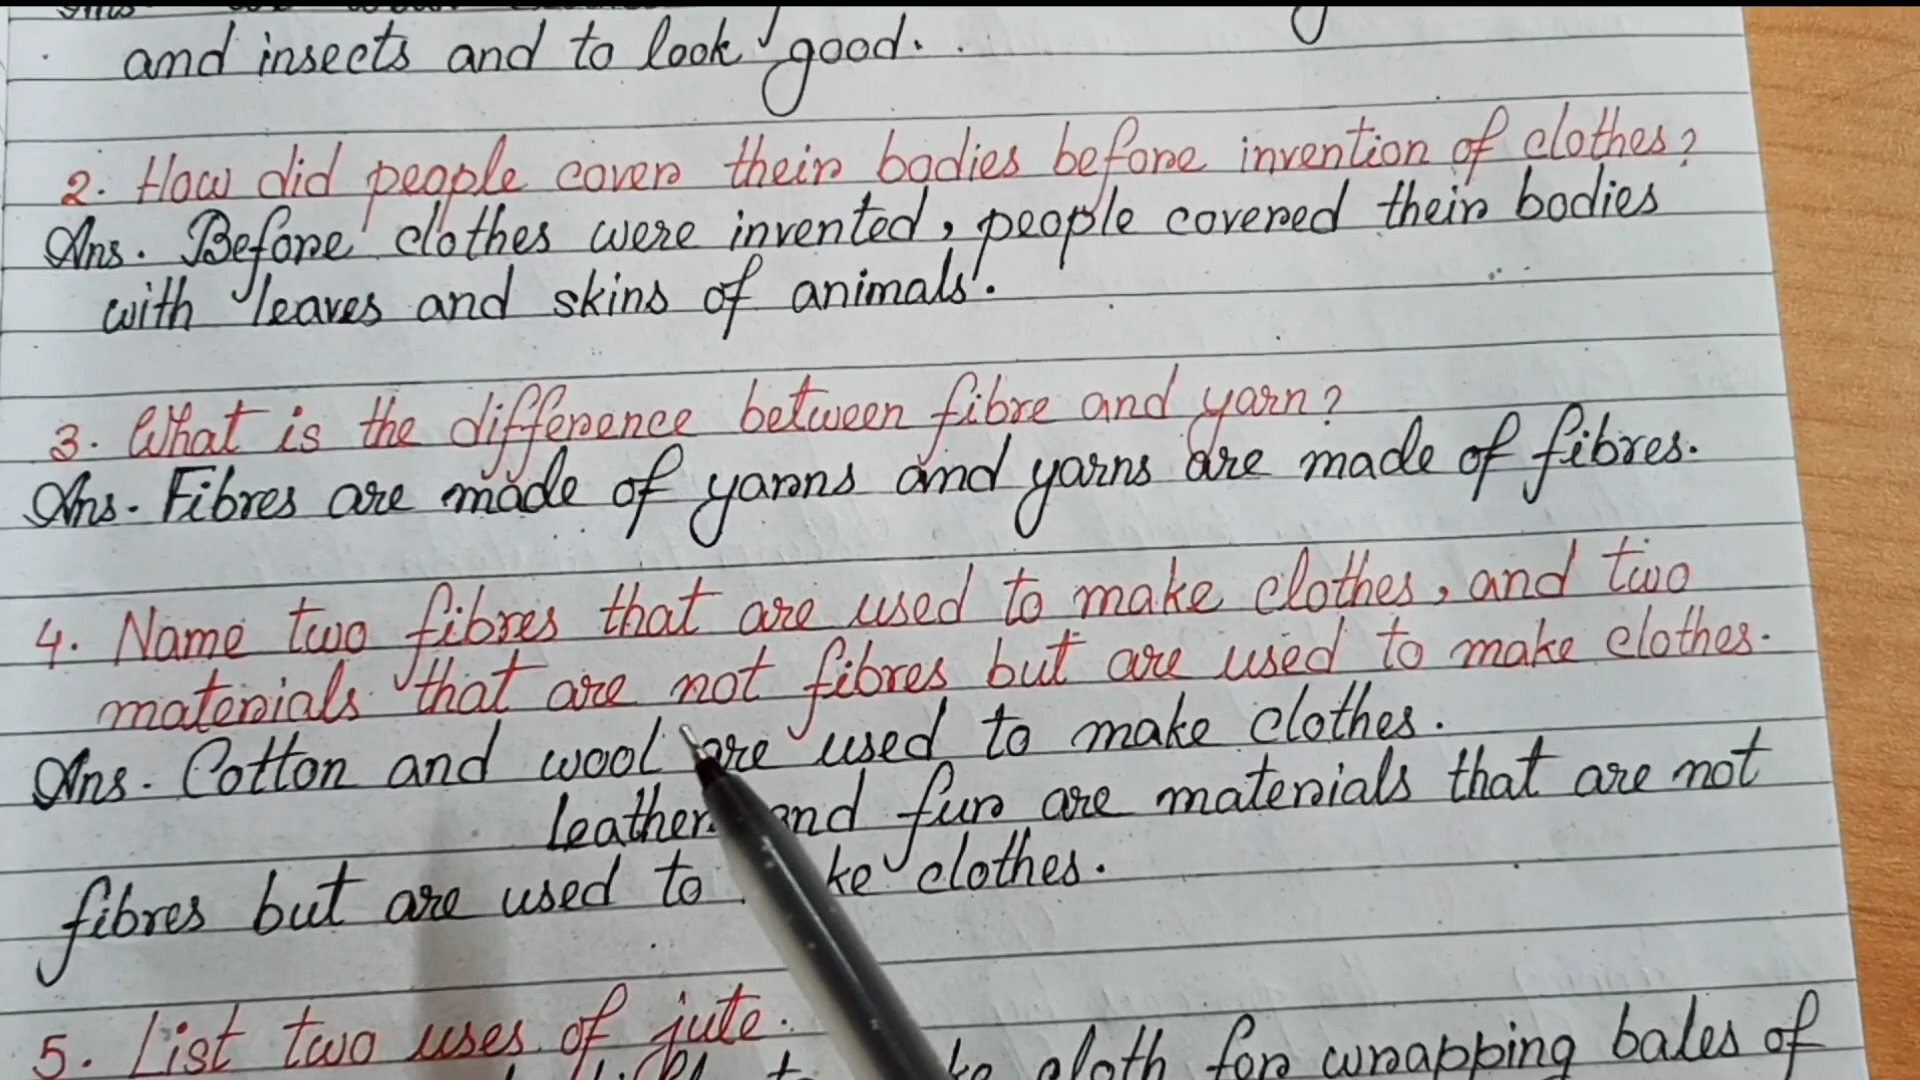 and insects and to look good.
2. How did people cover their bodies before invention of clothes?
Ans. Before clothes were invented, people covered their bodies
with leaves and skins of animals.
3. What is the difference between fibre and yarn?
Ans. Fibres are made of yarns and yarns are made of fibres.
4. Name two fibres that are used to make clothes, and two
materials that are not fibres but are used to make clothes.
Ans. Cotton and wool are used to make clothes.
leather and fur are materials that are not
fibres but are used to clothes.
5. List two uses of jute.
cloth for wrapping bales of